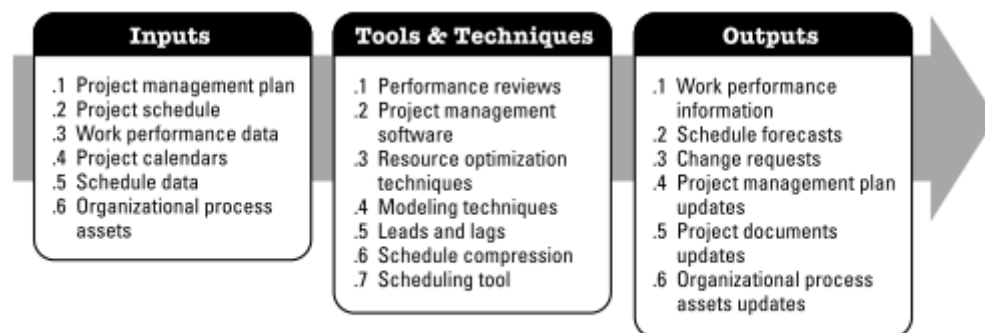 Inputs
.1 Project management plan
.2 Project schedule
.3 Work performance data
.4 Project calendars
.5 Schedule data
.6 Organizational process
assets
Tools & Techniques
.1 Performance reviews
.2 Project management
software
.3 Resource optimization
techniques
.4 Modeling techniques
.5 Leads and lags
.6 Schedule compression
.7 Scheduling tool
Outputs
.1 Work performance
information
.2 Schedule forecasts
.3 Change requests
.4 Project management plan
updates
.5 Project documents
updates
.6 Organizational process
assets updates